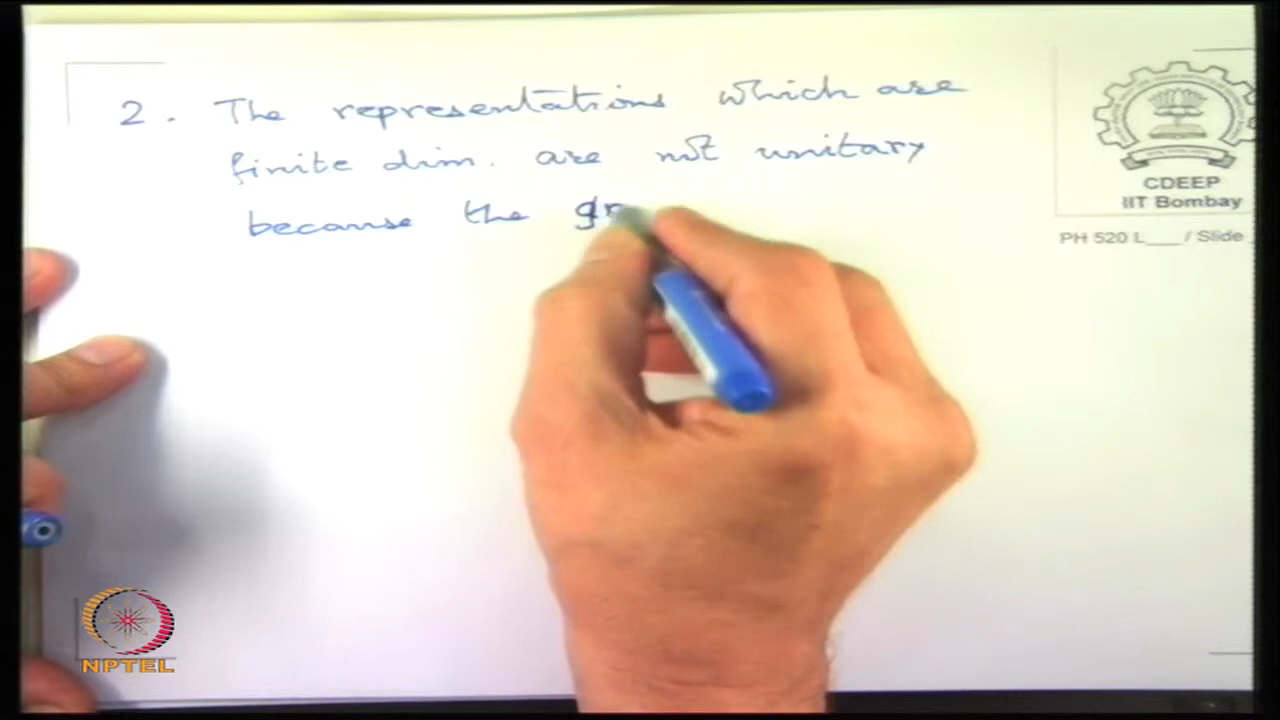 2. The representations which are
finite dim. are not unitary
because the gr
CDEEP
IIT Bombay
PH 520 L___ / Slide
NPTEL